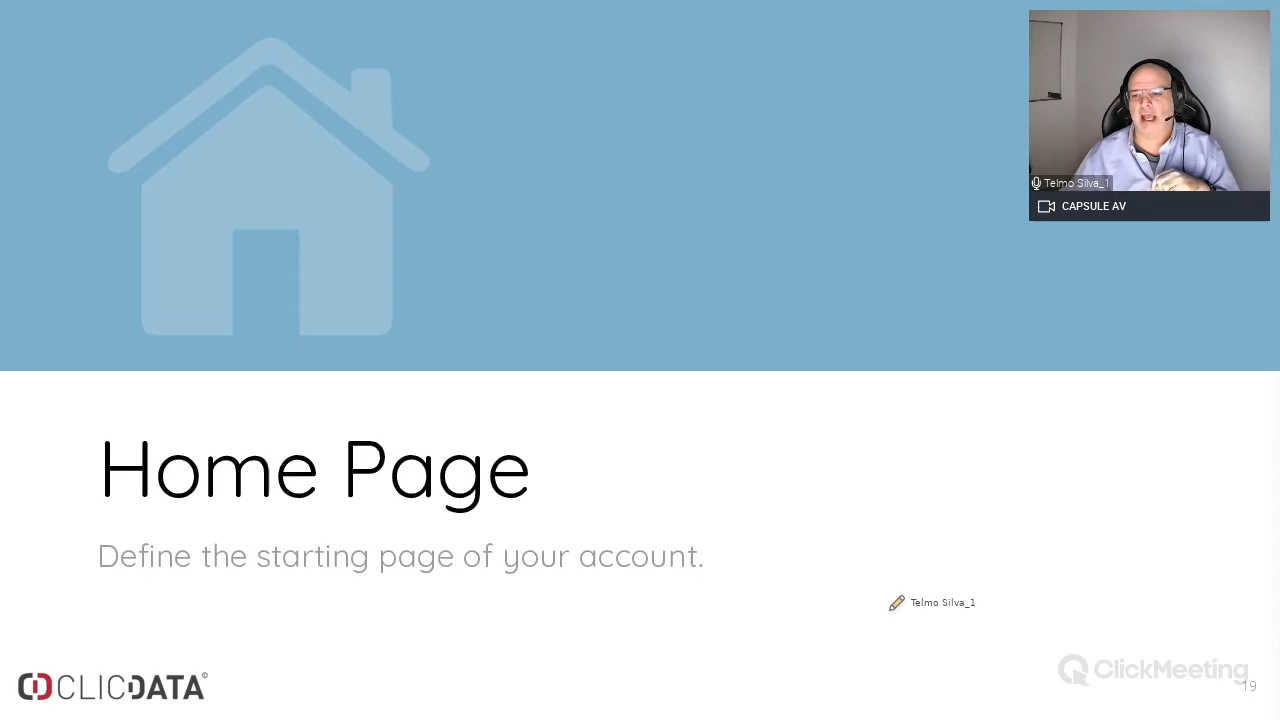 Telmo Silva_1
CAPSULE AV
Home Page
Define the starting page of your account.
Telmo Silva_1
CLICDATA®
ClickMeeting
19